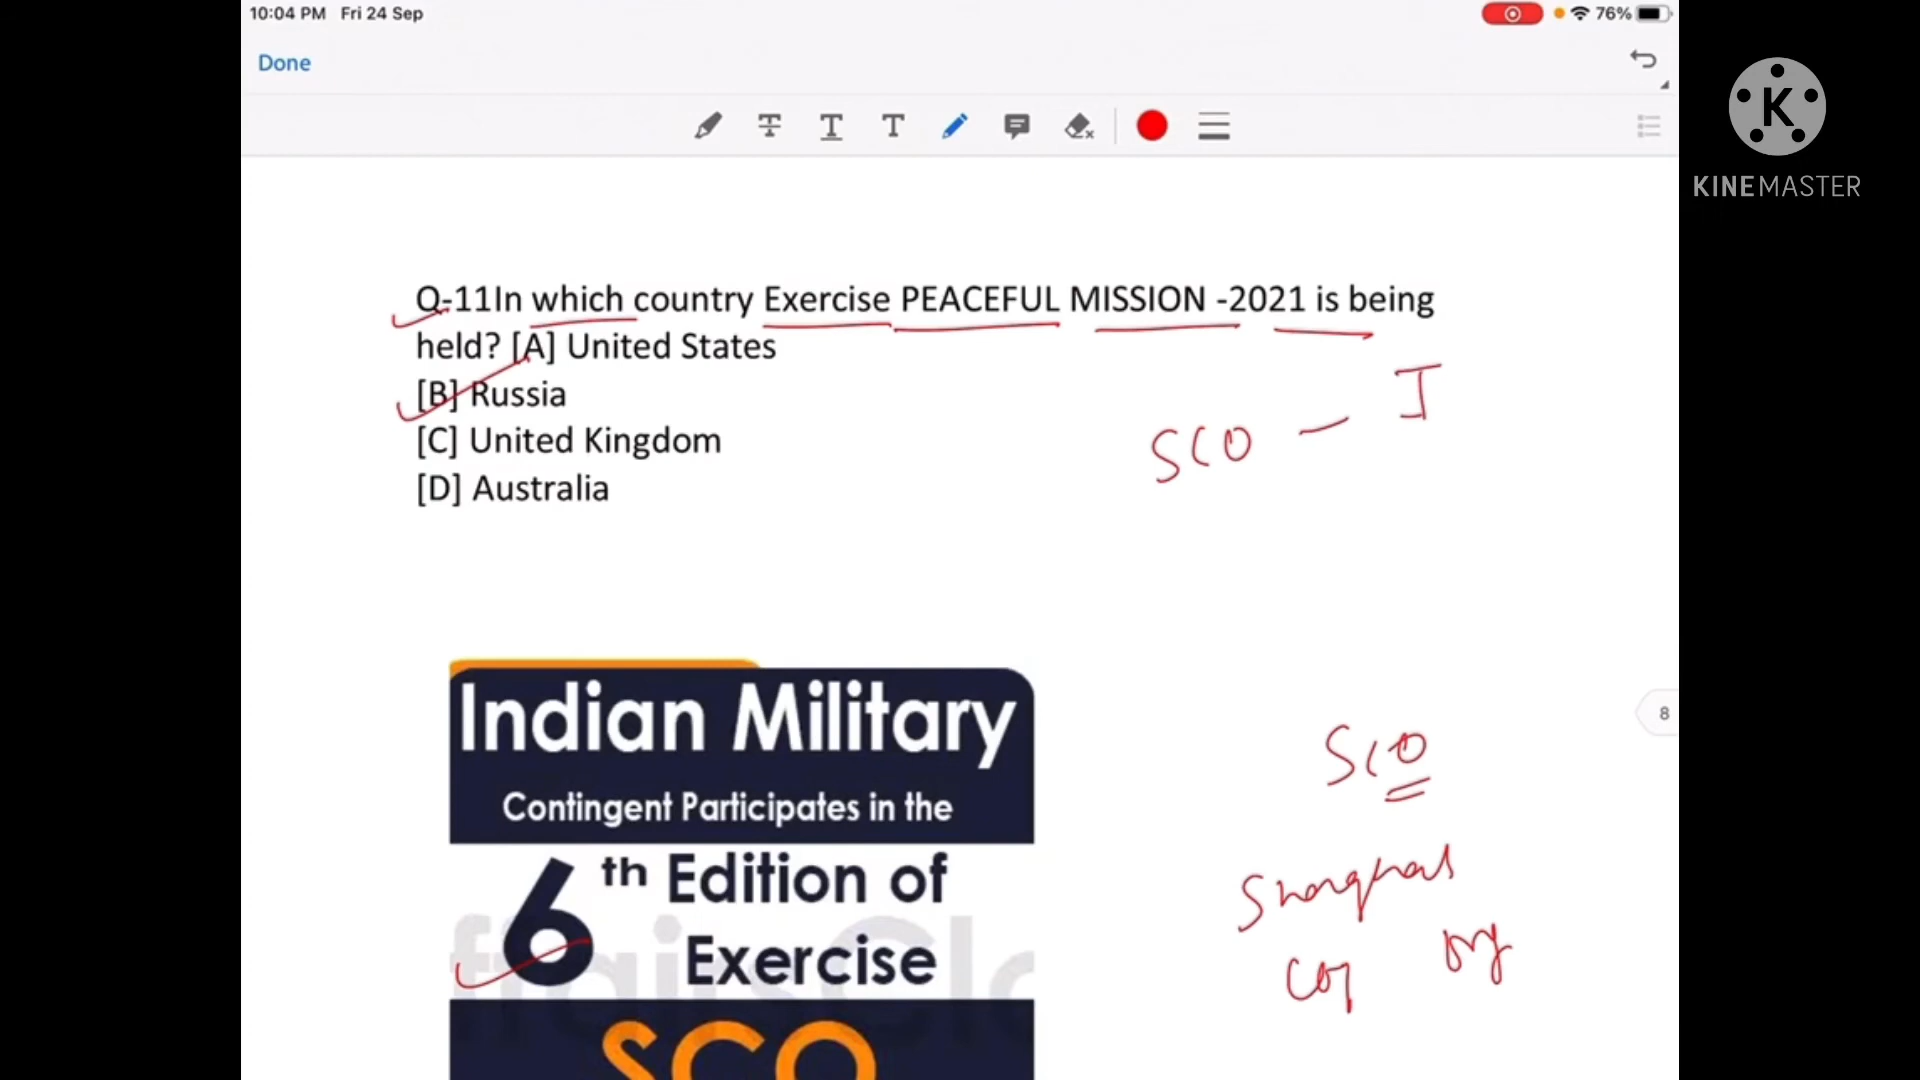 10:04 PM Fri 24 Sep
76%
Done
KINEMASTER
Q-11In which country Exercise PEACEFUL MISSION -2021 is being
held? [A] United States
[B] Russia
[C] United Kingdom
[D] Australia
SCO - I
8
Indian Military
Contingent Participates in the
6th Edition of
Exercise
SCO
SCO
Org